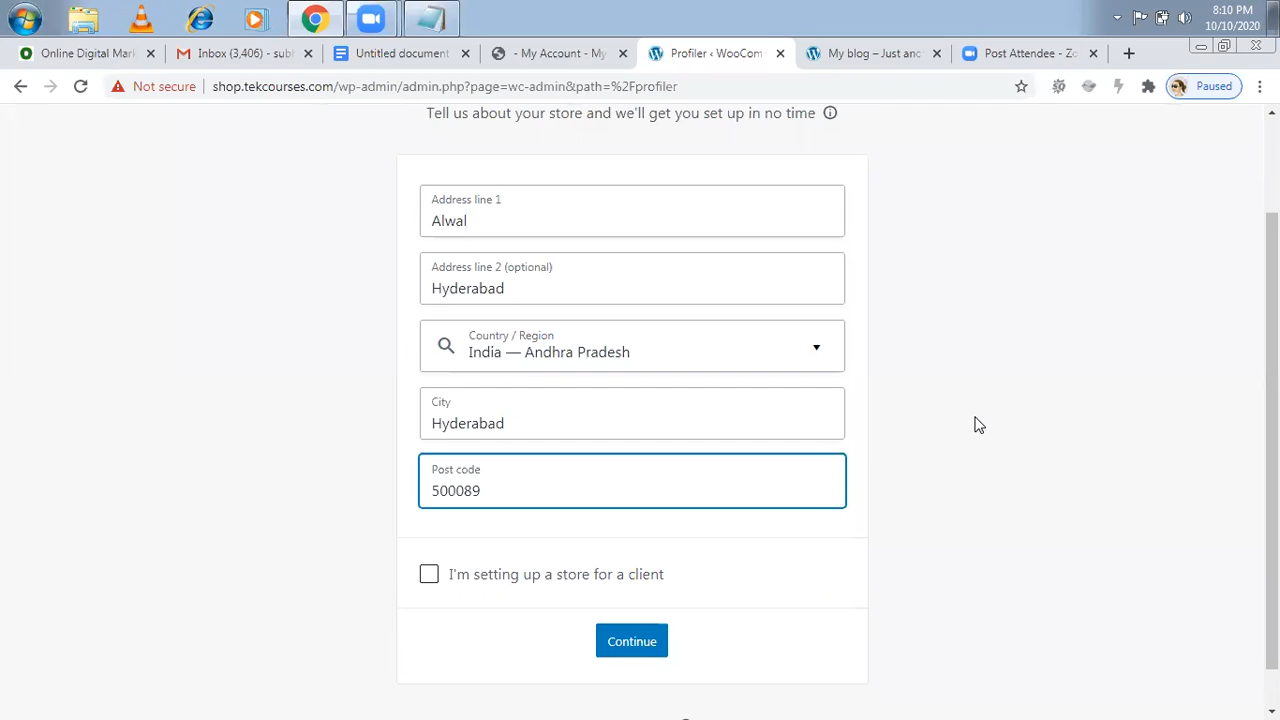 8:10 PM
10/10/2020
Online Digital Mark
Inbox (3,406) - subh
Untitled document
- My Account - My
Profiler ‹ WooCom
My blog – Just anc
Post Attendee - Zo
Not secure
shop.tekcourses.com/wp-admin/admin.php?page=wc-admin&path=%2Fprofiler
Paused
Tell us about your store and we'll get you set up in no time
Address line 1
Alwal
Address line 2 (optional)
Hyderabad
Country / Region
India — Andhra Pradesh
City
Hyderabad
Post code
500089
I'm setting up a store for a client
Continue